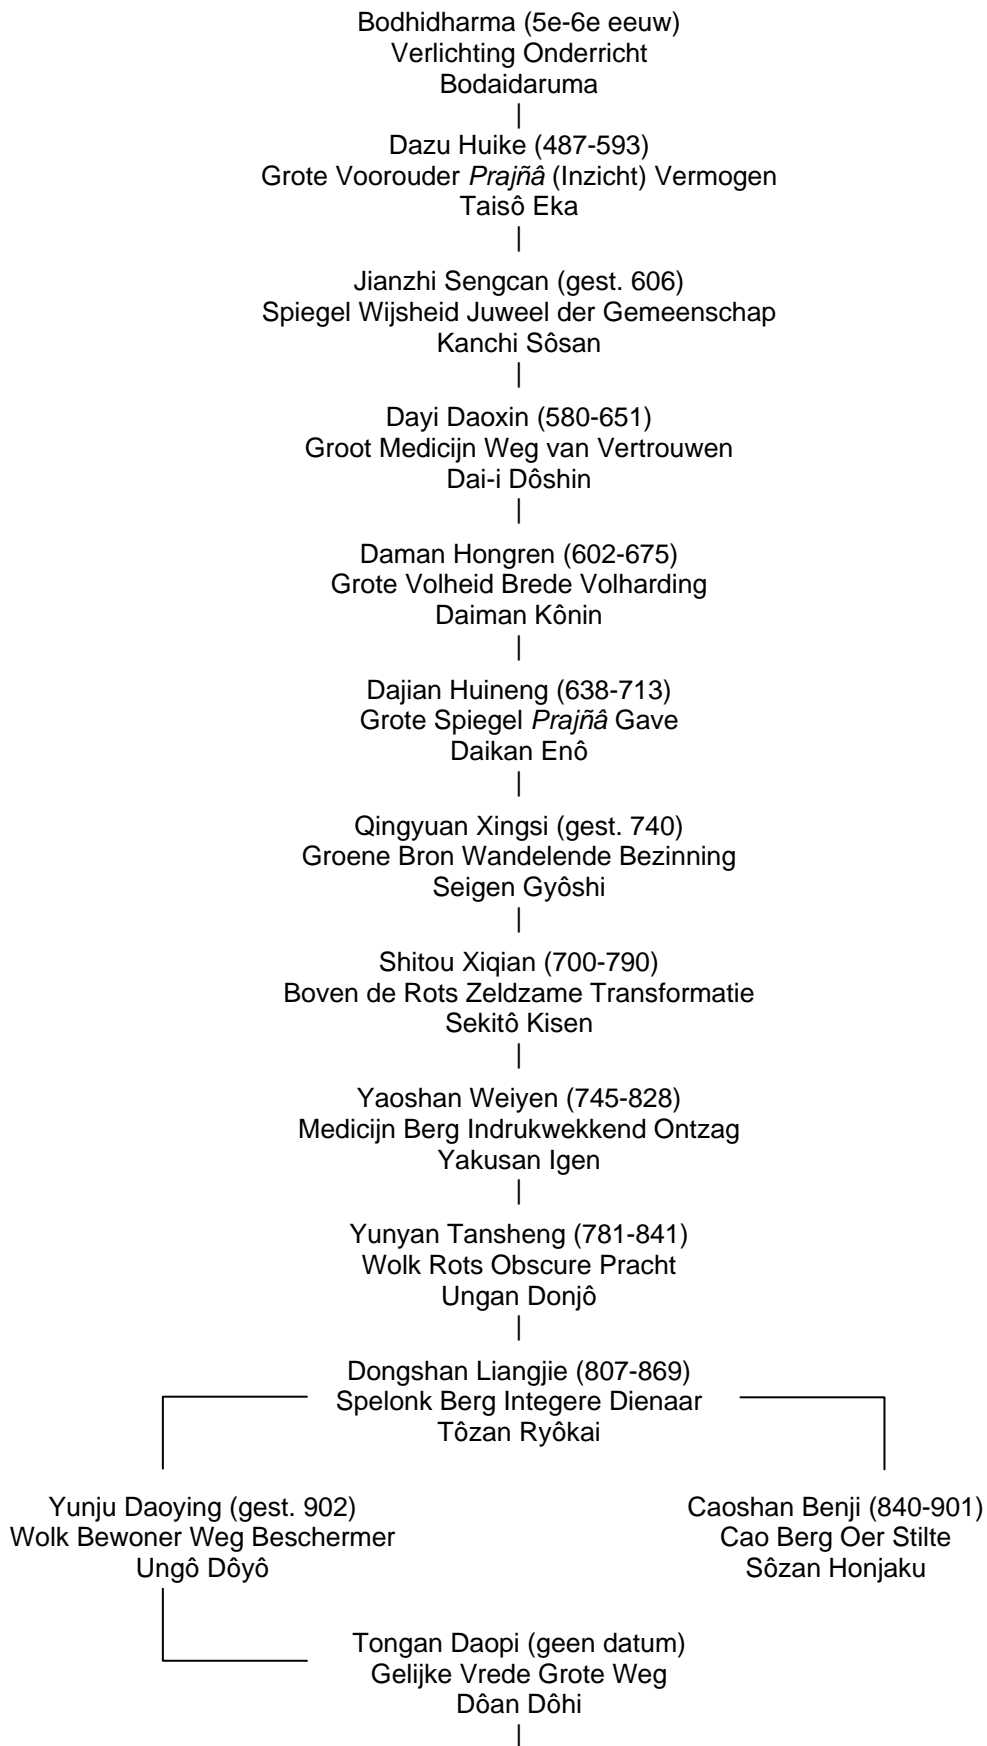 Bodhidharma (5e-6e eeuw)
Verlichting Onderricht
Bodaidaruma
Dazu Huike (487-593)
Grote Voorouder Prajñâ (Inzicht) Vermogen
Taisô Eka
Jianzhi Sengcan (gest. 606)
Spiegel Wijsheid Juweel der Gemeenschap
Kanchi Sôsan
Dayi Daoxin (580-651)
Groot Medicijn Weg van Vertrouwen
Dai-i Dôshin
Daman Hongren (602-675)
Grote Volheid Brede Volharding
Daiman Kônin
Dajian Huineng (638-713)
Grote Spiegel Prajñâ Gave
Daikan Enô
Qingyuan Xingsi (gest. 740)
Groene Bron Wandelende Bezinning
Seigen Gyôshi
Shitou Xiqian (700-790)
Boven de Rots Zeldzame Transformatie
Sekitô Kisen
Yaoshan Weiyen (745-828)
Medicijn Berg Indrukwekkend Ontzag
Yakusan Igen
Yunyan Tansheng (781-841)
Wolk Rots Obscure Pracht
Ungan Donjô
Dongshan Liangjie (807-869)
Spelonk Berg Integere Dienaar
Tôzan Ryôkai
Yunju Daoying (gest. 902)
Wolk Bewoner Weg Beschermer
Ungô Dôyô
Caoshan Benji (840-901)
Cao Berg Oer Stilte
Sôzan Honjaku
Tongan Daopi (geen datum)
Gelijke Vrede Grote Weg
Dôan Dôhi